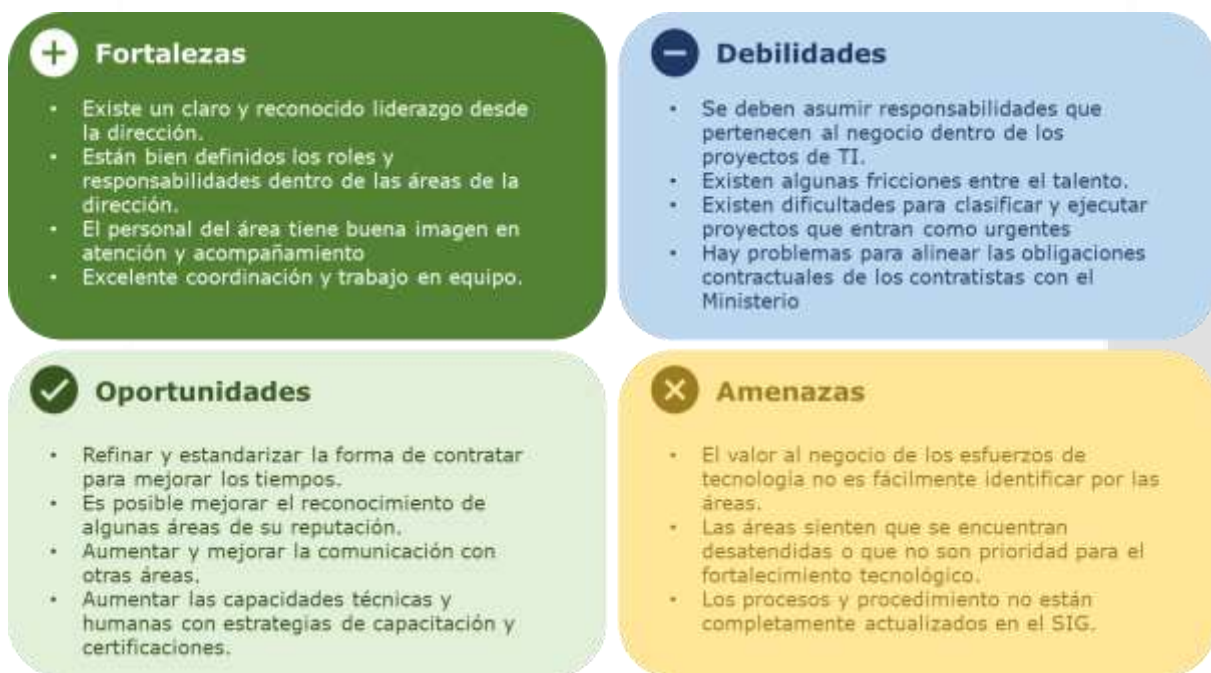 Fortalezas
• Existe un claro y reconocido liderazgo desde
la dirección.
• Están bien definidos los roles y
responsabilidades dentro de las áreas de la
dirección.
• El personal del área tiene buena imagen en
atención y acompañamiento
• Excelente coordinación y trabajo en equipo.
Debilidades
• Se deben asumir responsabilidades que
pertenecen al negocio dentro de los
proyectos de TI.
• Existen algunas fricciones entre el talento.
• Existen dificultades para clasificar y ejecutar
proyectos que entran como urgentes
• Hay problemas para alinear las obligaciones
contractuales de los contratistas con el
Ministerio
Oportunidades
• Refinar y estandarizar la forma de contratar
para mejorar los tiempos.
• Es posible mejorar el reconocimiento de
algunas áreas de su reputación.
• Aumentar y mejorar la comunicación con
otras áreas.
• Aumentar las capacidades técnicas y
humanas con estrategias de capacitación y
certificaciones.
Amenazas
• El valor al negocio de los esfuerzos de
tecnología no es fácilmente identificar por las
áreas.
• Las áreas sienten que se encuentran
desatendidas o que no son prioridad para el
fortalecimiento tecnológico.
• Los procesos y procedimiento no están
completamente actualizados en el SIG.